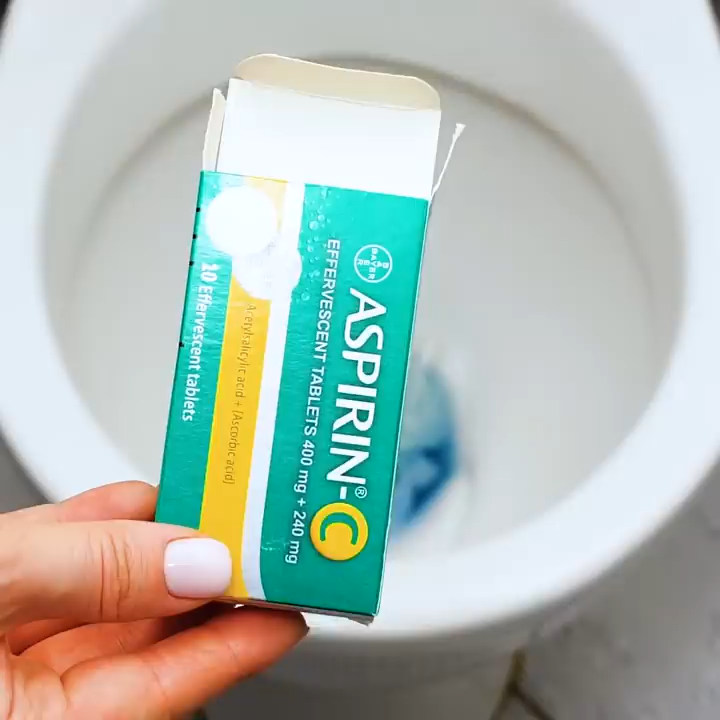 BAYER
ASPIRIN-C®
EFFERVESCENT TABLETS 400 mg + 240 mg
Acetylsalicylic acid + (Ascorbic acid)
10 Effervescent tablets